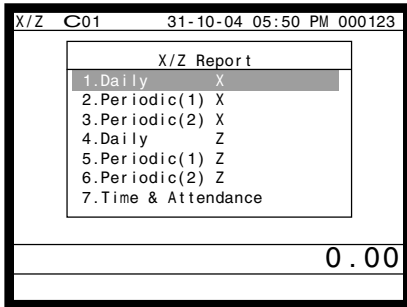 X/Z C01 31-10-04 05:50 PM 000123
X/Z Report
1.Daily X
2.Periodic(1) X
3.Periodic(2) X
4.Daily Z
5.Periodic(1) Z
6.Periodic(2) Z
7.Time & Attendance
0.00